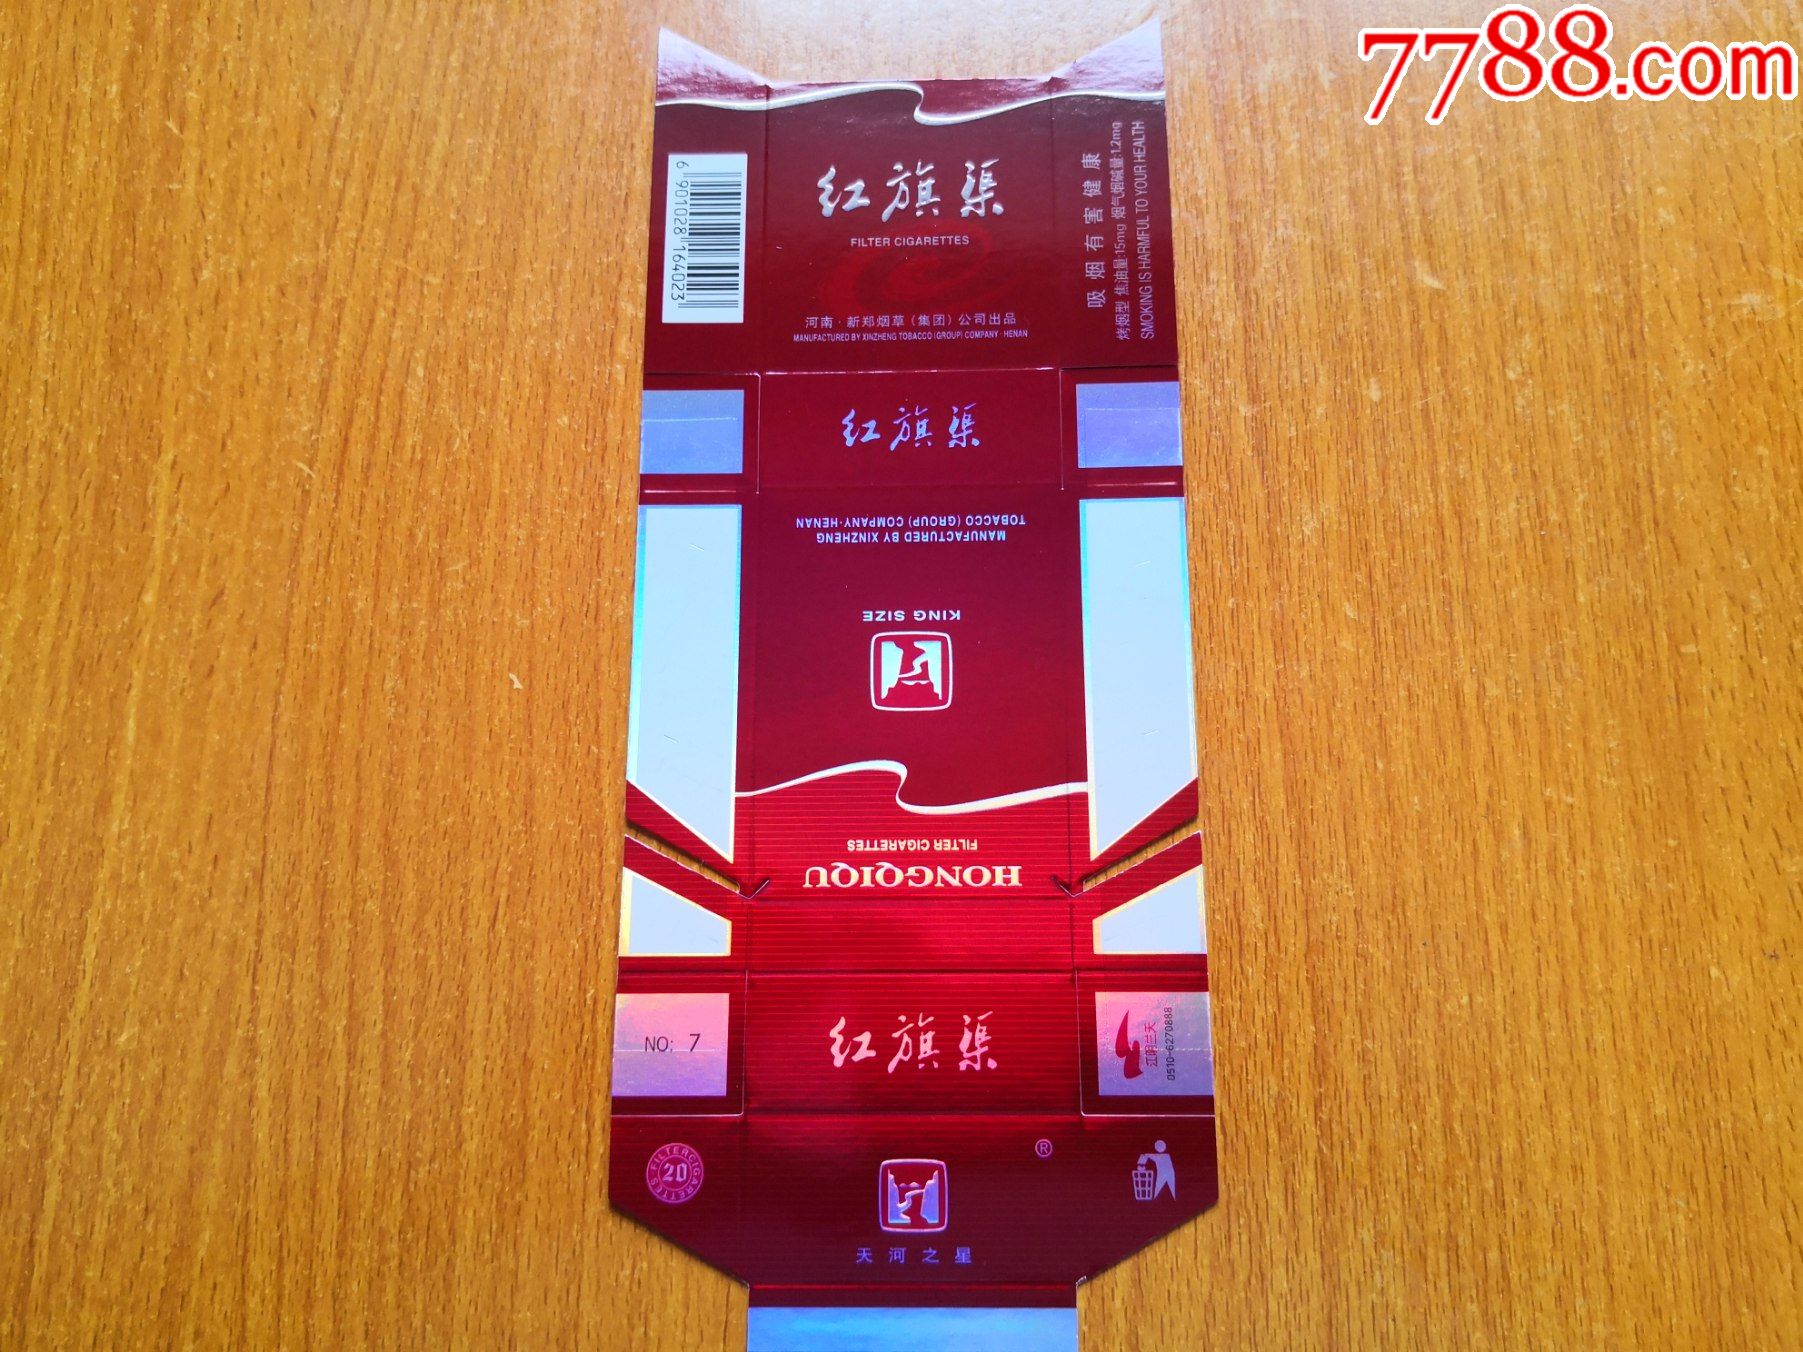 7788.com
红旗渠
FILTER CIGARETTES
河南·新郑烟草(集团)公司出品
MANUFACTURED BY XINZHENG TOBACCO (GROUP) COMPANY·HENAN
6 901028 164023
吸烟有害健康
烤烟型 焦油量:15mg 烟气烟碱量:1.2mg
SMOKING IS HARMFUL TO YOUR HEALTH
红旗渠
HONGQIQU
FILTER CIGARETTES
KING SIZE
MANUFACTURED BY XINZHENG
TOBACCO (GROUP) COMPANY·HENAN
NO: 7
红旗渠
江阴兰天
0510-6270888
FILTER CIGARETTES
20
®
天河之星